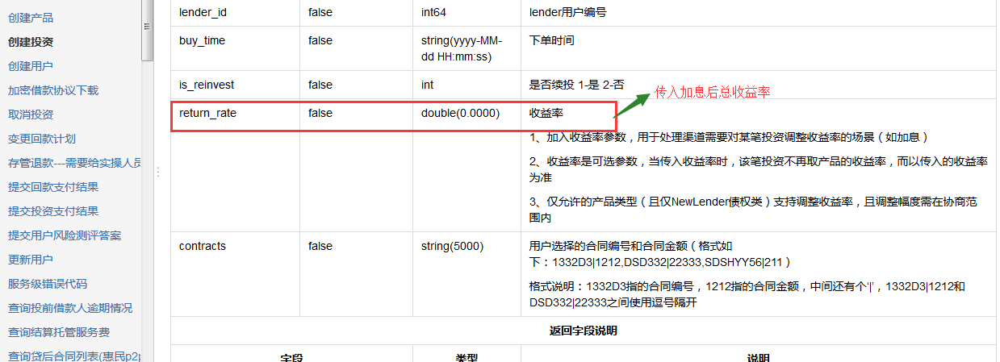 创建产品
创建投资
创建用户
加密借款协议下载
取消投资
变更回款计划
存管退款---需要给实操人员
提交回款支付结果
提交投资支付结果
提交用户风险测评答案
更新用户
服务级错误代码
查询投前借款人逾期情况
查询结算托管服务费
查询贷后合同列表(惠民p2p
lender_id false int64 lender用户编号
buy_time false string(yyyy-MM-
dd HH:mm:ss) 下单时间
is_reinvest false int 是否续投 1-是 2-否
传入加息后总收益率
return_rate false double(0.0000) 收益率
1、加入收益率参数，用于处理渠道需要对某笔投资调整收益率的场景（如加息）
2、收益率是可选参数，当传入收益率时，该笔投资不再取产品的收益率，而以传入的收益率
为准
3、仅允许的产品类型（且仅NewLender债权类）支持调整收益率，且调整幅度需在协商范
围内
contracts false string(5000) 用户选择的合同编号和合同金额（格式如
下：1332D3|1212,DSD332|22333,SDSHYY56|211）
格式说明：1332D3指的合同编号，1212指的合同金额，中间还有个‘|’，1332D3|1212和
DSD332|22333之间使用逗号隔开
返回字段说明
字段 类型 说明